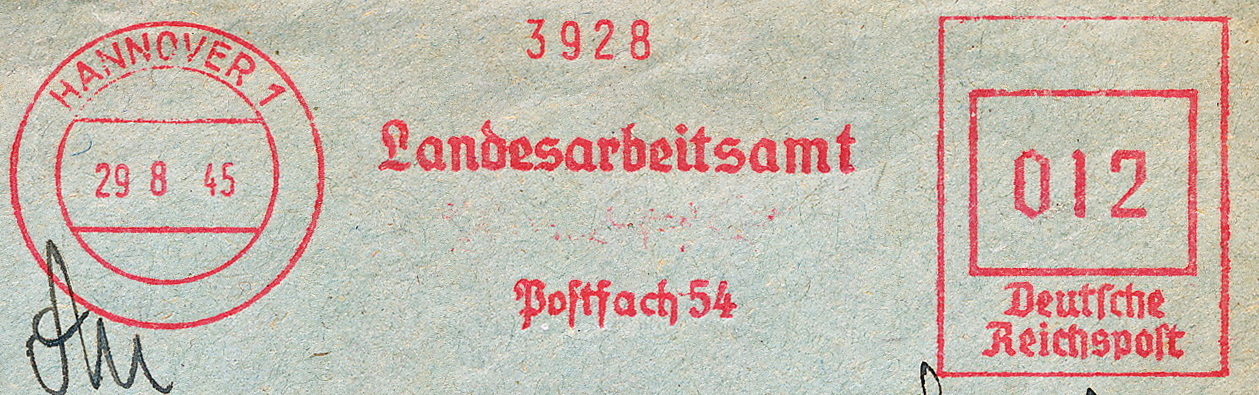 HANNOVER 1
29 8 45
3928
Landesarbeitsamt
Postfach 54
012
Deutsche
Reichspost